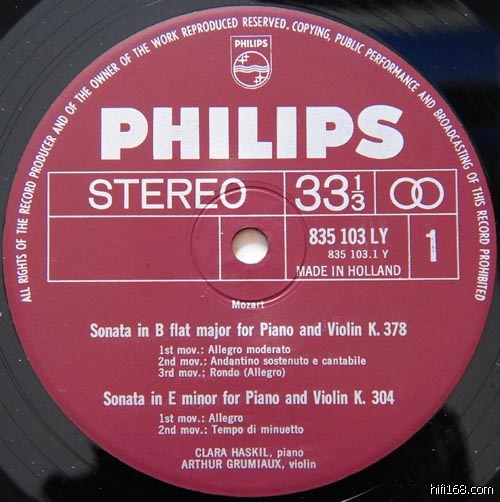 ALL RIGHTS OF THE RECORD PRODUCER AND OF THE OWNER OF THE WORK REPRODUCED RESERVED. COPYING, PUBLIC PERFORMANCE AND BROADCASTING OF THIS RECORD PROHIBITED
PHILIPS
PHILIPS
STEREO
33 1/3
835 103 LY
835 103.1 Y
MADE IN HOLLAND
1
Mozart
Sonata in B flat major for Piano and Violin K. 378
1st mov.: Allegro moderato
2nd mov.: Andantino sostenuto e cantabile
3rd mov.: Rondo (Allegro)
Sonata in E minor for Piano and Violin K. 304
1st mov.: Allegro
2nd mov.: Tempo di minuetto
CLARA HASKIL, piano
ARTHUR GRUMIAUX, violin
hifi168.com